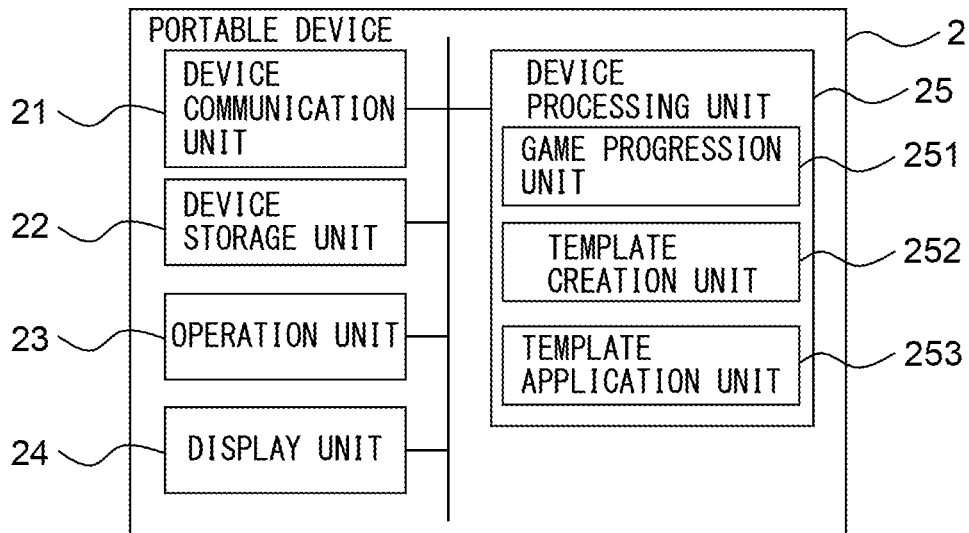 PORTABLE DEVICE
2
DEVICE
COMMUNICATION
UNIT
21
DEVICE
STORAGE UNIT
22
OPERATION UNIT
23
DISPLAY UNIT
24
DEVICE
PROCESSING UNIT
25
GAME PROGRESSION
UNIT
251
TEMPLATE
CREATION UNIT
252
TEMPLATE
APPLICATION UNIT
253